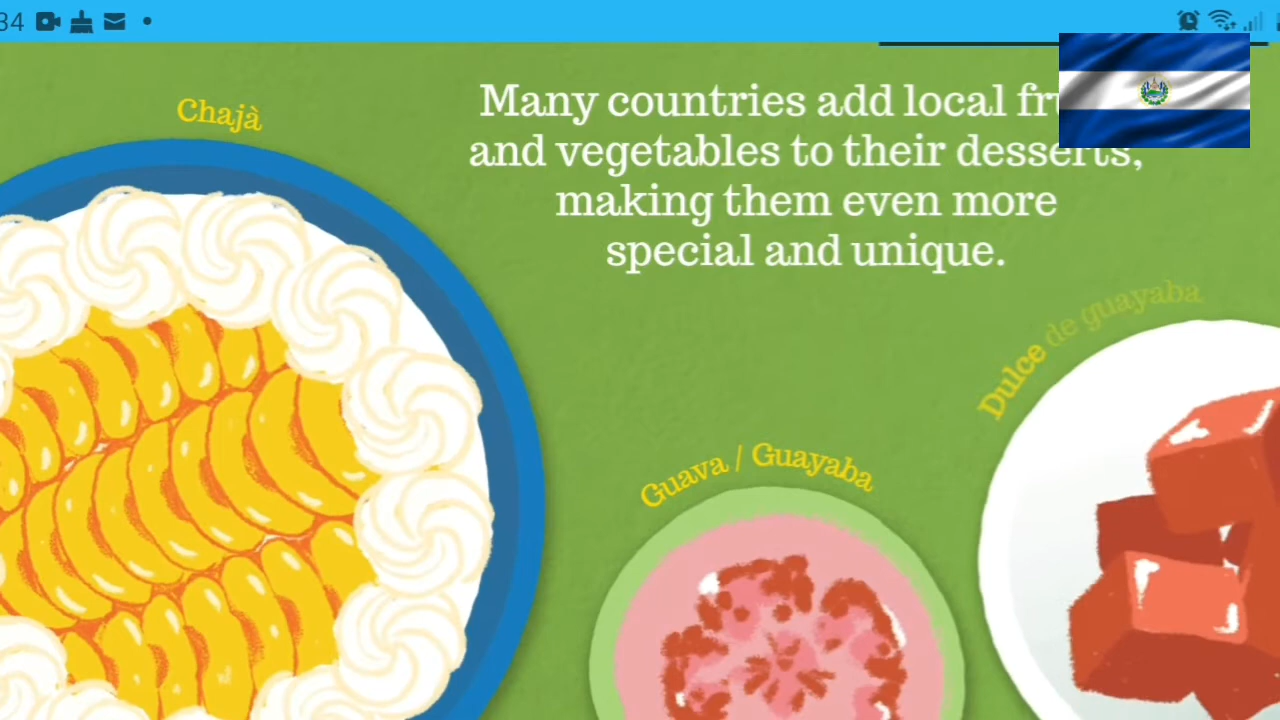 34
Chajà
Many countries add local
and vegetables to their desserts,
making them even more
special and unique.
Dulce de guayaba
Guava / Guayaba